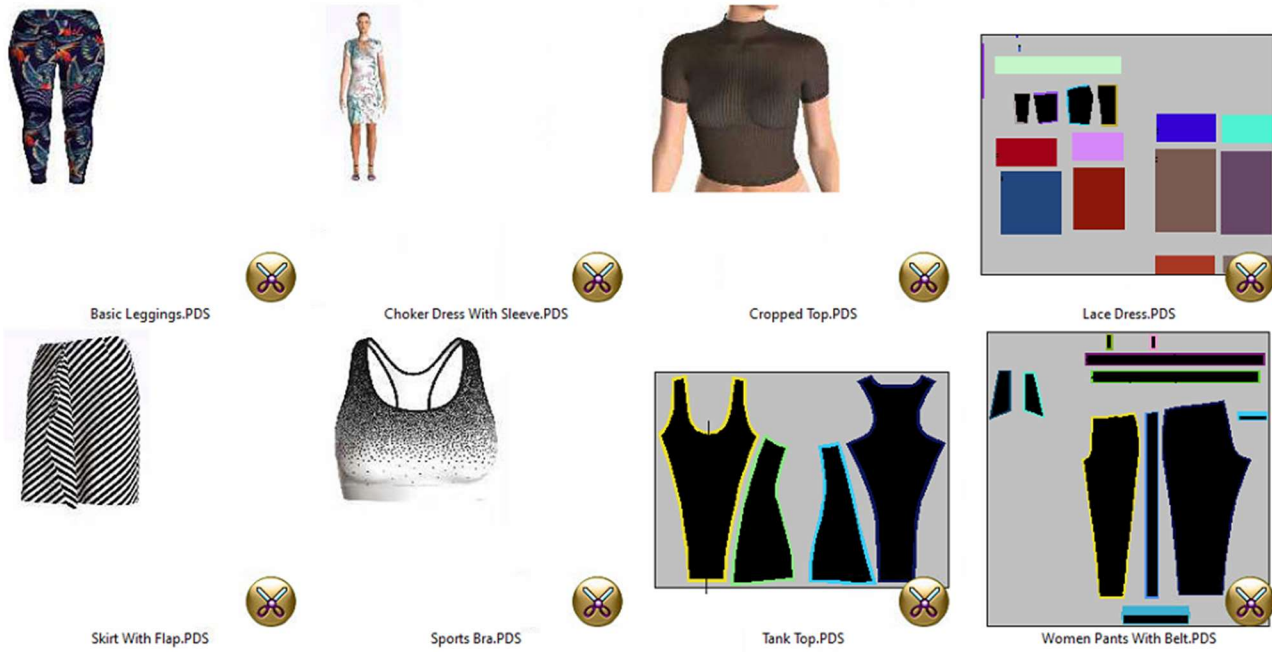 Basic Leggings.PDS
Choker Dress With Sleeve.PDS
Cropped Top.PDS
Lace Dress.PDS
Skirt With Flap.PDS
Sports Bra.PDS
Tank Top.PDS
Women Pants With Belt.PDS